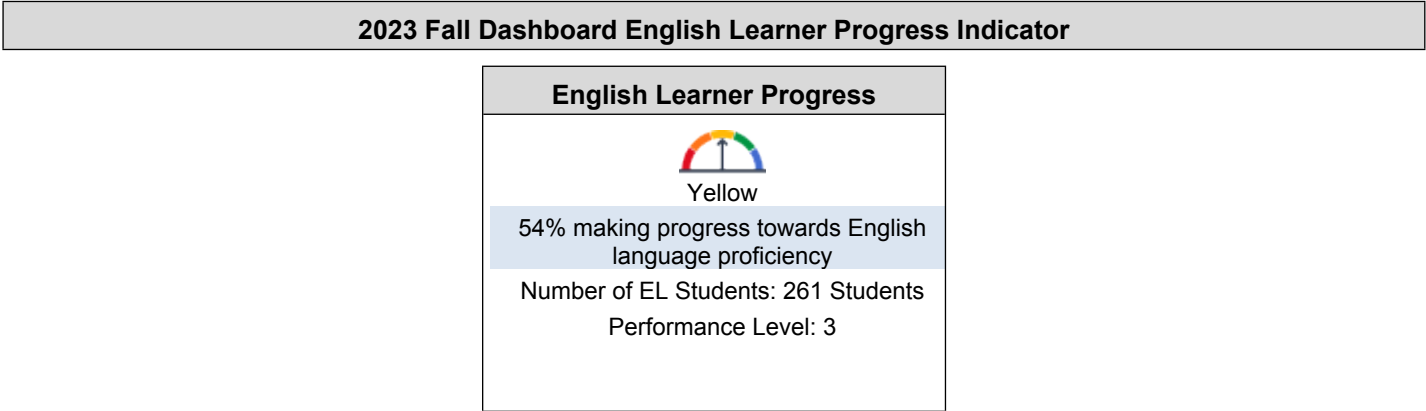 2023 Fall Dashboard English Learner Progress Indicator
English Learner Progress
Yellow
54% making progress towards English
language proficiency
Number of EL Students: 261 Students
Performance Level: 3